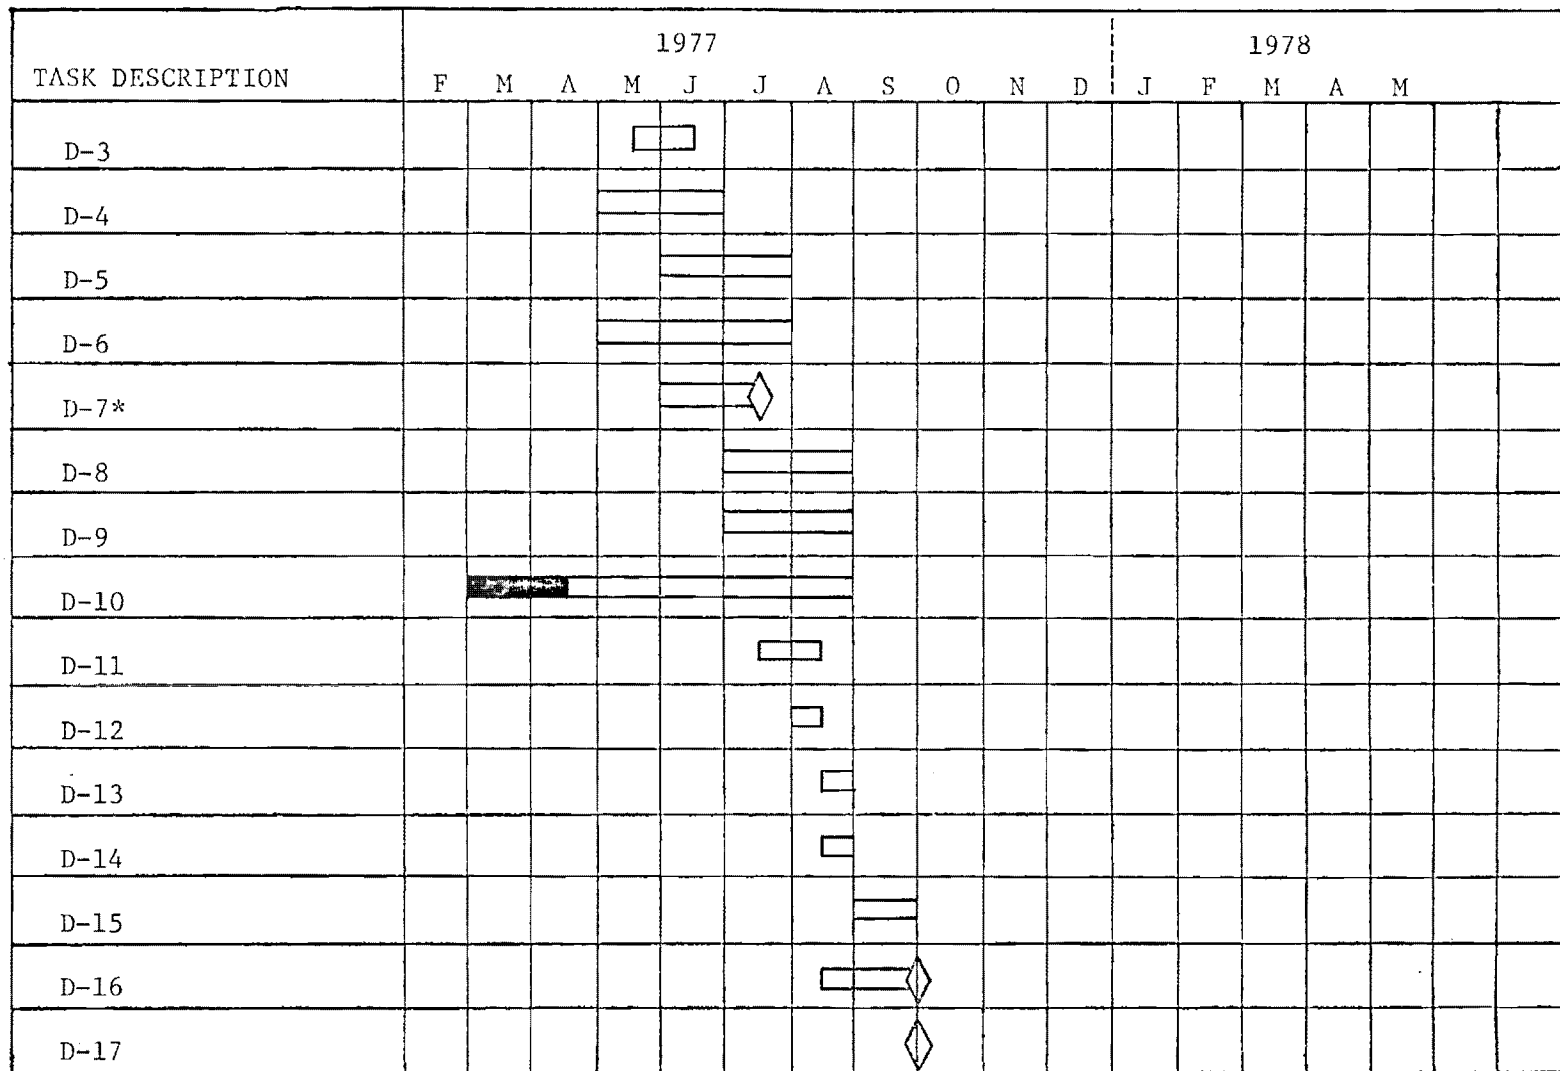 1977 1978
TASK DESCRIPTION F M A M J J A S O N D J F M A M
D-3
D-4
D-5
D-6
D-7*
D-8
D-9
D-10
D-11
D-12
D-13
D-14
D-15
D-16
D-17